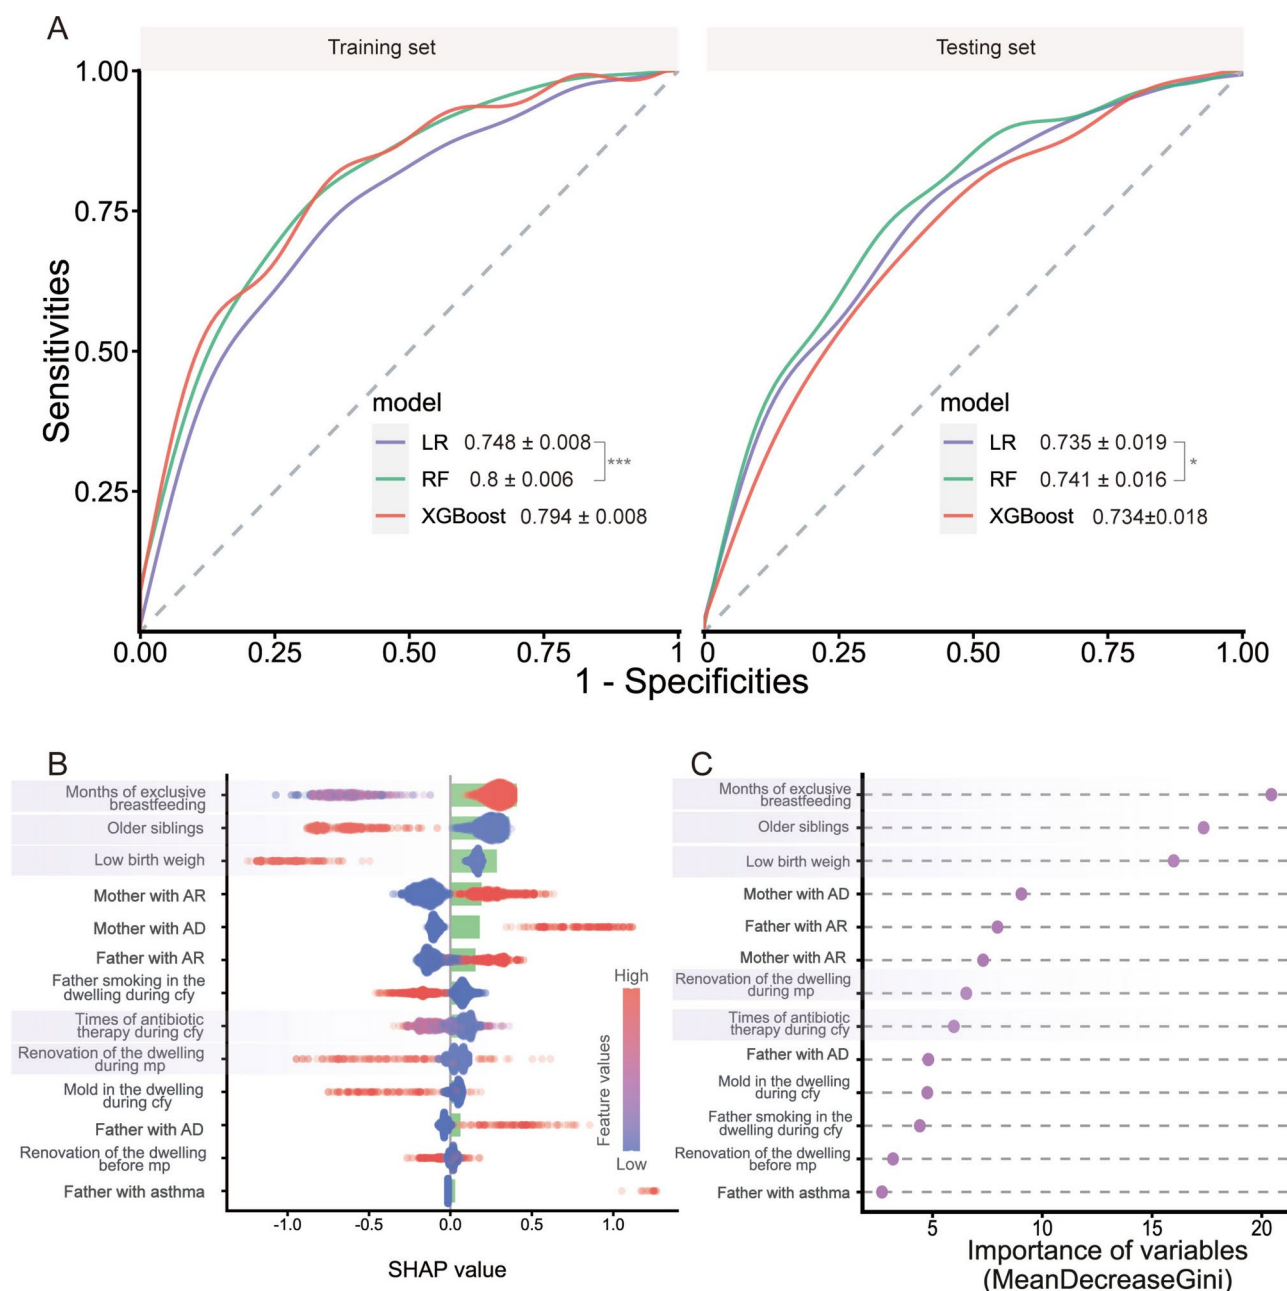 A
Training set
Testing set
Sensitivities
1.00
0.75
0.50
0.25
model
LR 0.748 ± 0.008
***
RF 0.8 ± 0.006
XGBoost 0.794 ± 0.008
model
LR 0.735 ± 0.019
*
RF 0.741 ± 0.016
XGBoost 0.734±0.018
0.00 0.25 0.50 0.75 1
0 0.25 0.50 0.75 1.00
1 - Specificities
B
Months of exclusive
breastfeeding
Older siblings
Low birth weigh
Mother with AR
Mother with AD
Father with AR
Father smoking in the
dwelling during cfy
Times of antibiotic
therapy during cfy
Renovation of the dwelling
during mp
Mold in the dwelling
during cfy
Father with AD
Renovation of the dwelling
before mp
Father with asthma
High
Feature values
Low
-1.0 -0.5 0.0 0.5 1.0
SHAP value
C
Months of exclusive
breastfeeding
Older siblings
Low birth weigh
Mother with AD
Father with AR
Mother with AR
Renovation of the dwelling
during mp
Times of antibiotic
therapy during cfy
Father with AD
Mold in the dwelling
during cfy
Father smoking in the
dwelling during cfy
Renovation of the dwelling
before mp
Father with asthma
5 10 15 20
Importance of variables
(MeanDecreaseGini)